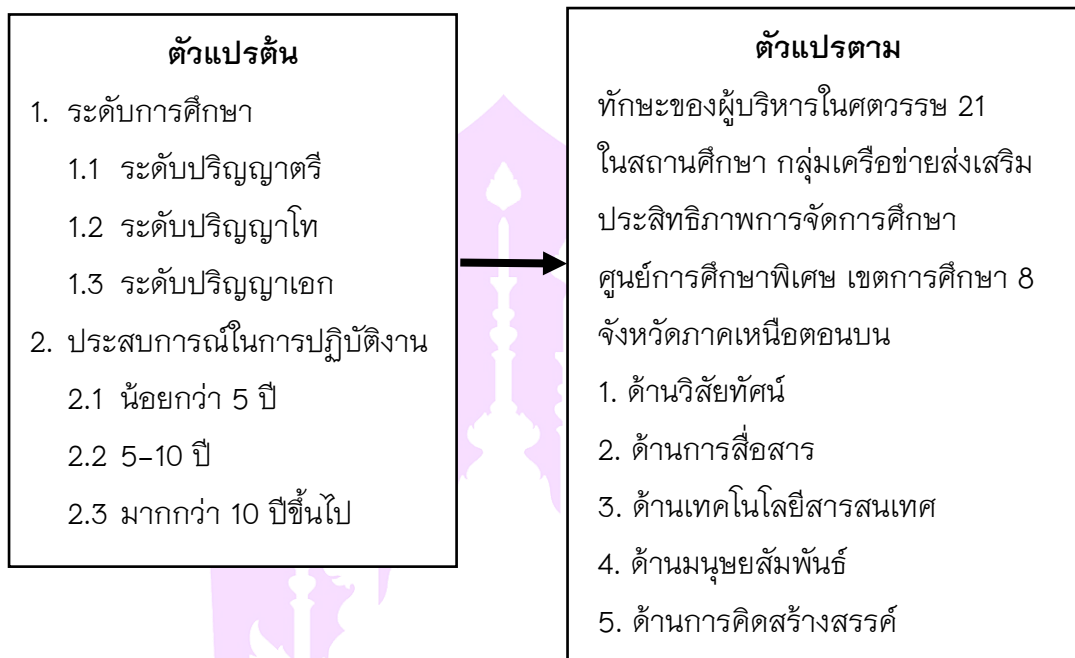 ตัวแปรต้น
1. ระดับการศึกษา
1.1 ระดับปริญญาตรี
1.2 ระดับปริญญาโท
1.3 ระดับปริญญาเอก
2. ประสบการณ์ในการปฏิบัติงาน
2.1 น้อยกว่า 5 ปี
2.2 5-10 ปี
2.3 มากกว่า 10 ปีขึ้นไป
ตัวแปรตาม
ทักษะของผู้บริหารในศตวรรษ 21
ในสถานศึกษา กลุ่มเครือข่ายส่งเสริม
ประสิทธิภาพการจัดการศึกษา
ศูนย์การศึกษาพิเศษ เขตการศึกษา 8
จังหวัดภาคเหนือตอนบน
1. ด้านวิสัยทัศน์
2. ด้านการสื่อสาร
3. ด้านเทคโนโลยีสารสนเทศ
4. ด้านมนุษยสัมพันธ์
5. ด้านการคิดสร้างสรรค์